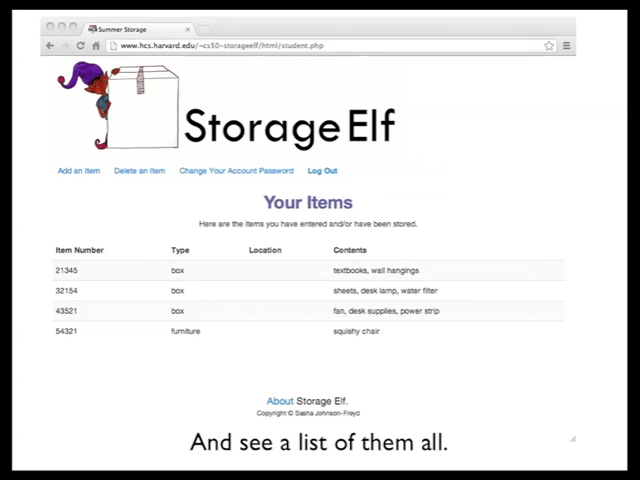 Summer Storage
www.hcs.harvard.edu/~cs50-storageelf/html/student.php
Storage Elf
Add an Item Delete an Item Change Your Account Password Log Out
Your Items
Here are the items you have entered and/or have been stored.
Item Number Type Location Contents
21345 box textbooks, wall hangings
32154 box sheets, desk lamp, water filter
43521 box fan, desk supplies, power strip
54321 furniture squishy chair
About Storage Elf.
Copyright © Sasha Johnson-Freyd
And see a list of them all.